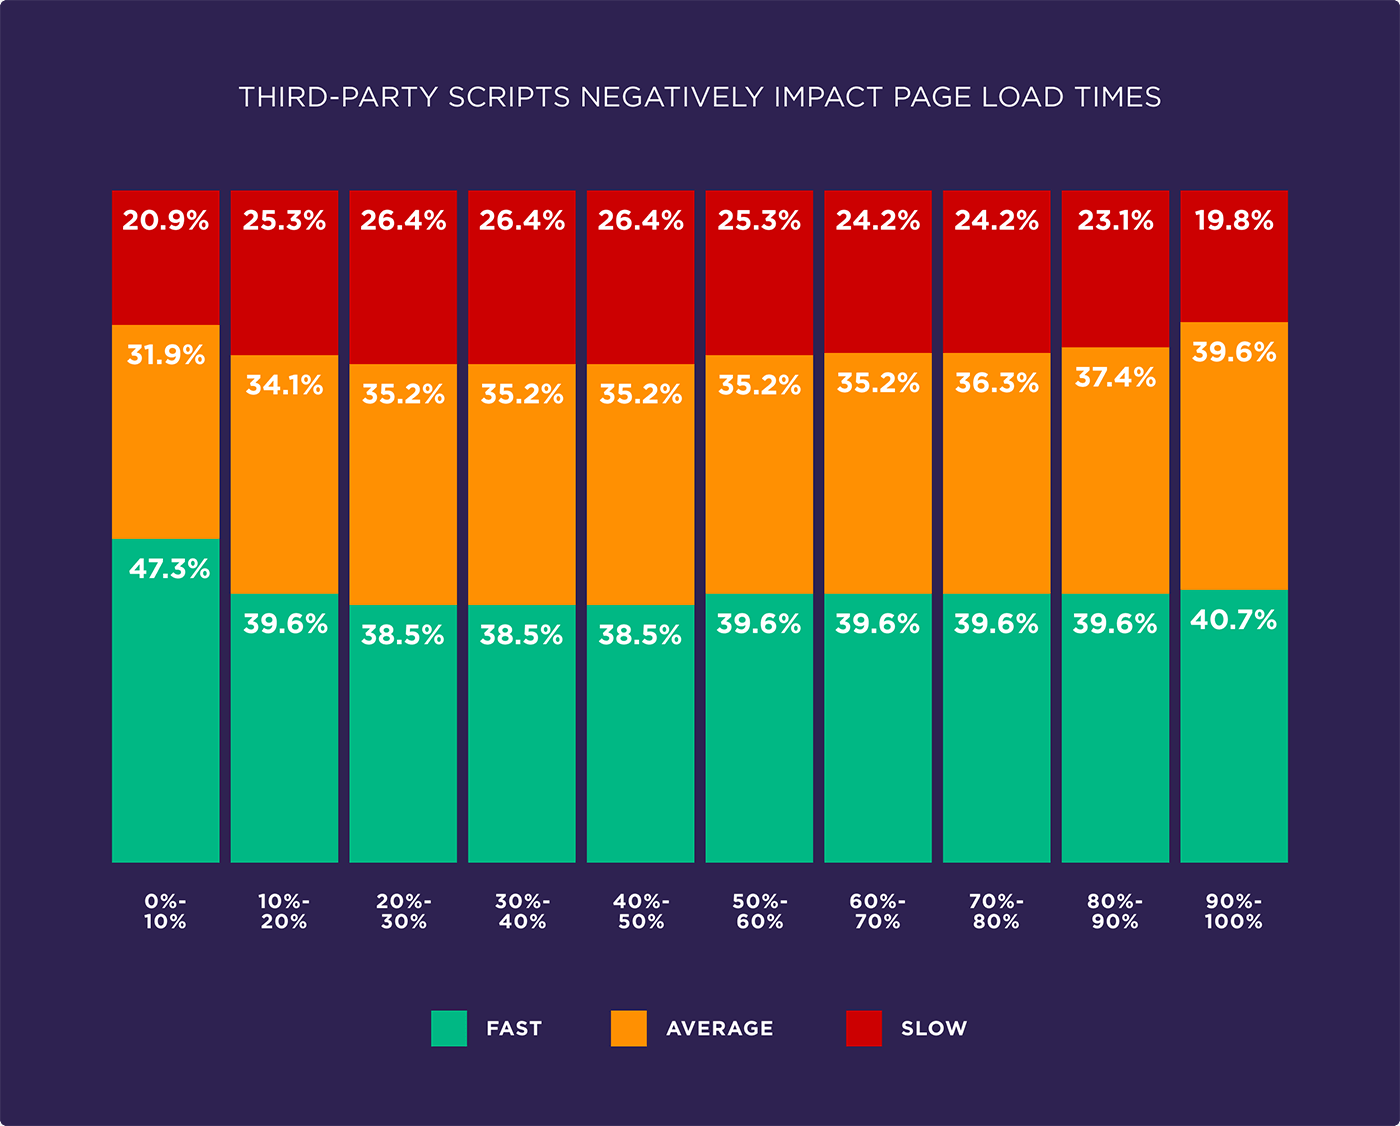 THIRD-PARTY SCRIPTS NEGATIVELY IMPACT PAGE LOAD TIMES
20.9% 25.3% 26.4% 26.4% 26.4% 25.3% 24.2% 24.2% 23.1% 19.8%
31.9% 34.1% 35.2% 35.2% 35.2% 35.2% 35.2% 36.3% 37.4% 39.6%
47.3% 39.6% 38.5% 38.5% 38.5% 39.6% 39.6% 39.6% 39.6% 40.7%
0%- 10%- 20%- 30%- 40%- 50%- 60%- 70%- 80%- 90%-
10% 20% 30% 40% 50% 60% 70% 80% 90% 100%
FAST AVERAGE SLOW